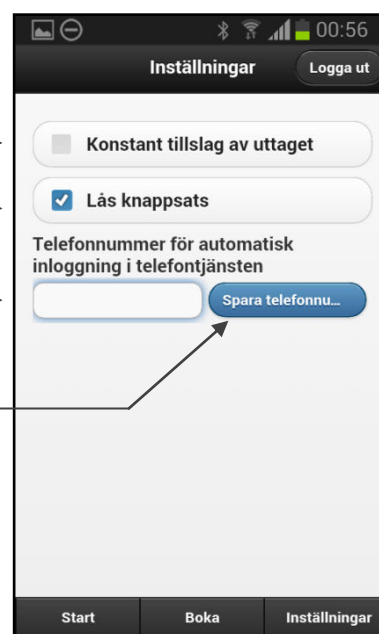 00:56
Inställningar Logga ut
Konstant tillslag av uttaget
Lås knappsats
Telefonnummer för automatisk
inloggning i telefontjänsten
Spara telefonnu...
Start Boka Inställningar